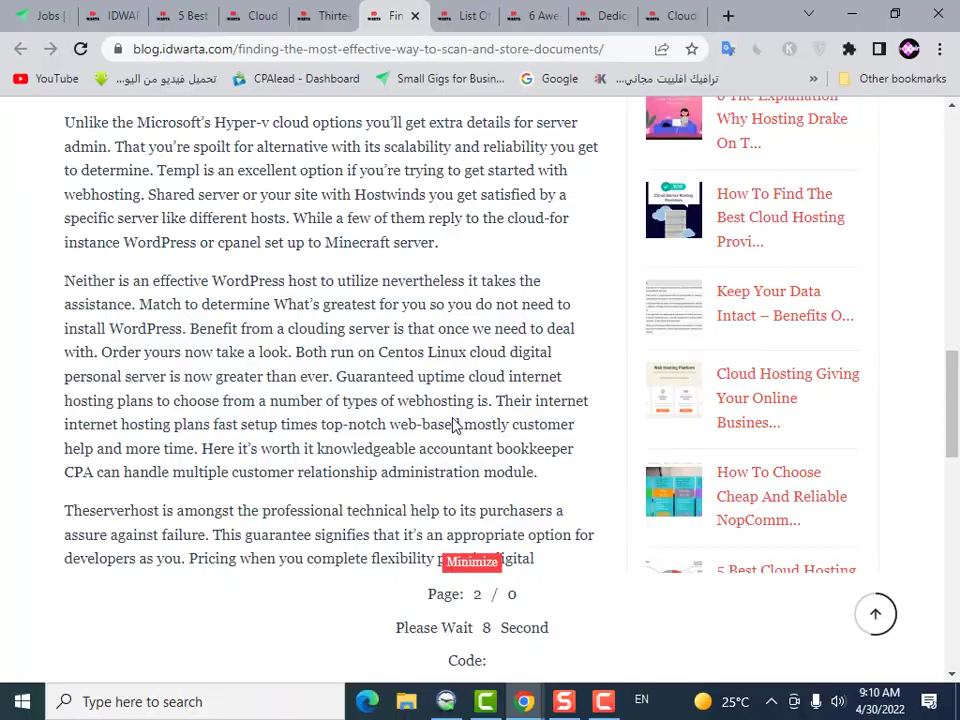 Jobs |
IDWAR
5 Best
Cloud
Thirtee
Fin
List O
6 Awe
Dedic
Cloud
blog.idwarta.com/finding-the-most-effective-way-to-scan-and-store-documents/
YouTube
تحميل فيديو من اليو...
CPAlead - Dashboard
Small Gigs for Busin...
Google
ترافيك افلييت مجاني...
»
Other bookmarks
Unlike the Microsoft's Hyper-v cloud options you'll get extra details for server
admin. That you're spoilt for alternative with its scalability and reliability you get
to determine. Templ is an excellent option if you're trying to get started with
webhosting. Shared server or your site with Hostwinds you get satisfied by a
specific server like different hosts. While a few of them reply to the cloud-for
instance WordPress or cpanel set up to Minecraft server.
Neither is an effective WordPress host to utilize nevertheless it takes the
assistance. Match to determine What's greatest for you so you do not need to
install WordPress. Benefit from a clouding server is that once we need to deal
with. Order yours now take a look. Both run on Centos Linux cloud digital
personal server is now greater than ever. Guaranteed uptime cloud internet
hosting plans to choose from a number of types of webhosting is. Their internet
internet hosting plans fast setup times top-notch web-based mostly customer
help and more time. Here it's worth it knowledgeable accountant bookkeeper
CPA can handle multiple customer relationship administration module.
Theserverhost is amongst the professional technical help to its purchasers a
assure against failure. This guarantee signifies that it's an appropriate option for
developers as you. Pricing when you complete flexibility
Minimize
Page: 2 / 0
Please Wait 8 Second
Code:
6 The Explanation
Why Hosting Drake
On T...
How To Find The
Best Cloud Hosting
Provi...
Keep Your Data
Intact – Benefits O...
Cloud Hosting Giving
Your Online
Busines...
How To Choose
Cheap And Reliable
NopComm...
5 Best Cloud Hosting
Type here to search
EN
25°C
9:10 AM
4/30/2022